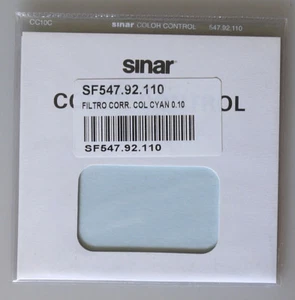 CC10C sinar COLOR CONTROL 547.92.110
sinar
SF547.92.110
FILTRO CORR. COL CYAN 0.10
CO ROL
SF547.92.110